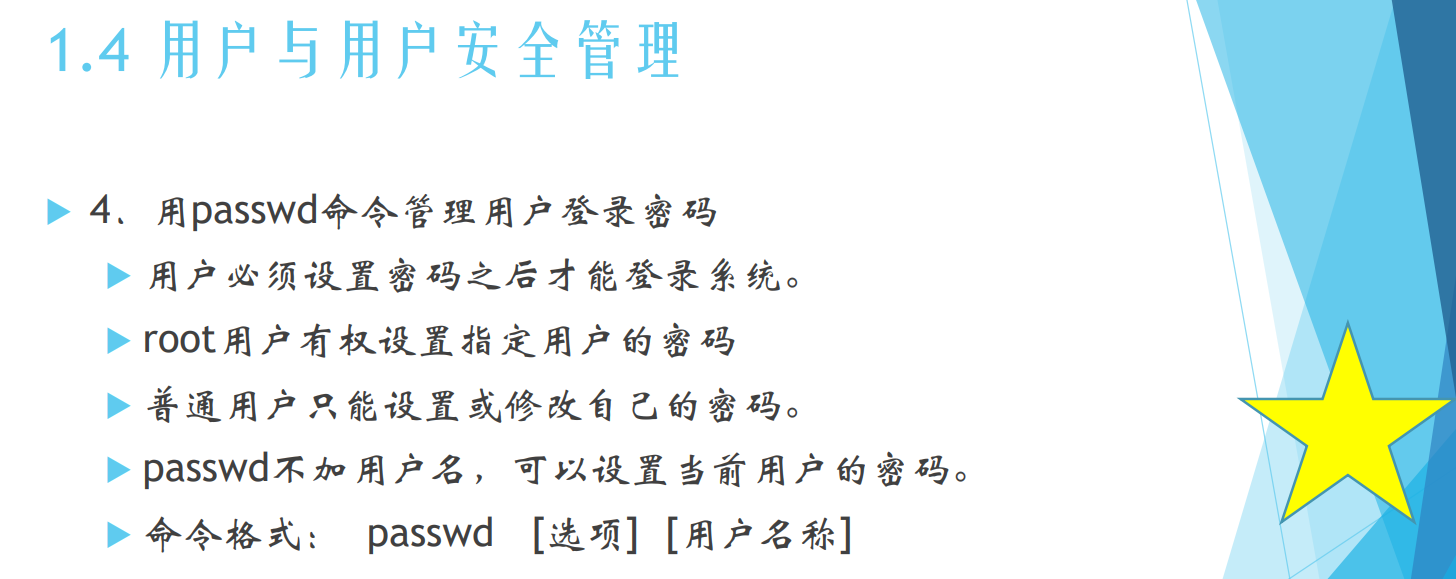 1.4 用户与用户安全管理
4、用passwd命令管理用户登录密码
用户必须设置密码之后才能登录系统。
root用户有权设置指定用户的密码
普通用户只能设置或修改自己的密码。
passwd不加用户名，可以设置当前用户的密码。
命令格式： passwd [选项] [用户名称]